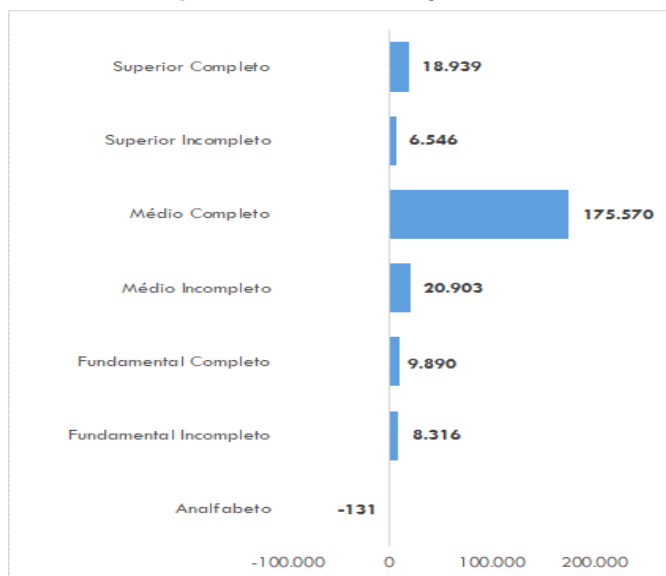 Superior Completo 18.939
Superior Incompleto 6.546
Médio Completo 175.570
Médio Incompleto 20.903
Fundamental Completo 9.890
Fundamental Incompleto 8.316
Analfabeto -131
-100.000 0 100.000 200.000